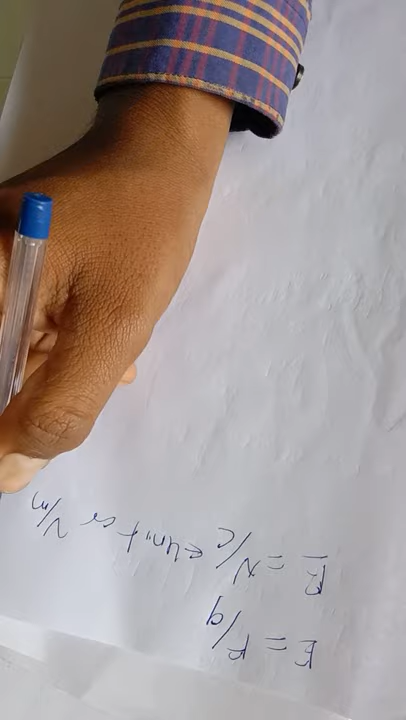 E = F/q
E = N/C ← unit or V/m